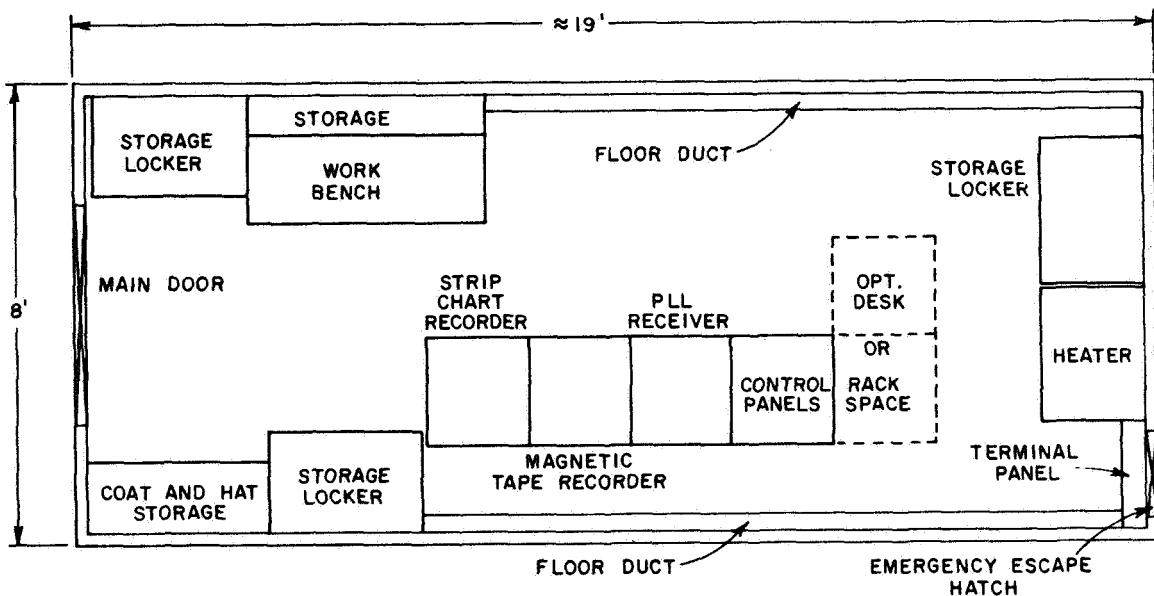 ≈19'
STORAGE
LOCKER
STORAGE
WORK
BENCH
FLOOR DUCT
STORAGE
LOCKER
8'
MAIN DOOR
STRIP
CHART
RECORDER
PLL
RECEIVER
OPT.
DESK
OR
RACK
SPACE
CONTROL
PANELS
HEATER
MAGNETIC
TAPE RECORDER
TERMINAL
PANEL
COAT AND HAT
STORAGE
STORAGE
LOCKER
FLOOR DUCT
EMERGENCY ESCAPE
HATCH